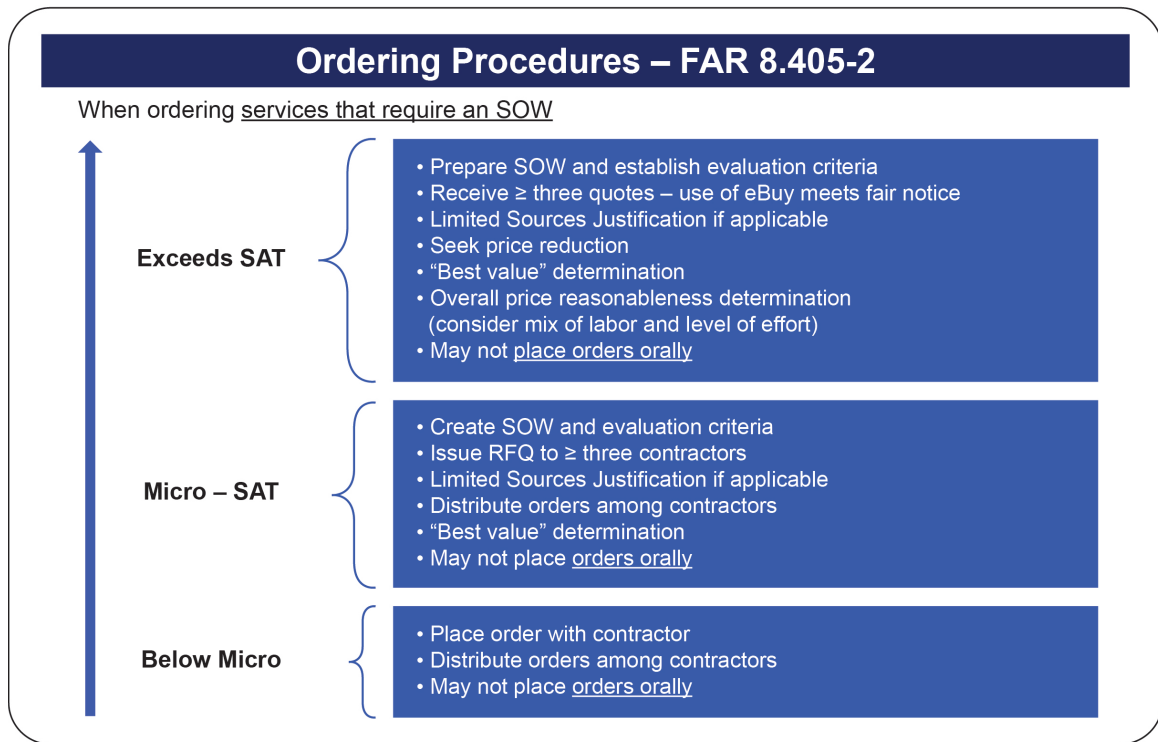 Ordering Procedures – FAR 8.405-2
When ordering services that require an SOW
Exceeds SAT
• Prepare SOW and establish evaluation criteria
• Receive ≥ three quotes – use of eBuy meets fair notice
• Limited Sources Justification if applicable
• Seek price reduction
• “Best value” determination
• Overall price reasonableness determination
(consider mix of labor and level of effort)
• May not place orders orally
Micro – SAT
• Create SOW and evaluation criteria
• Issue RFQ to ≥ three contractors
• Limited Sources Justification if applicable
• Distribute orders among contractors
• “Best value” determination
• May not place orders orally
Below Micro
• Place order with contractor
• Distribute orders among contractors
• May not place orders orally